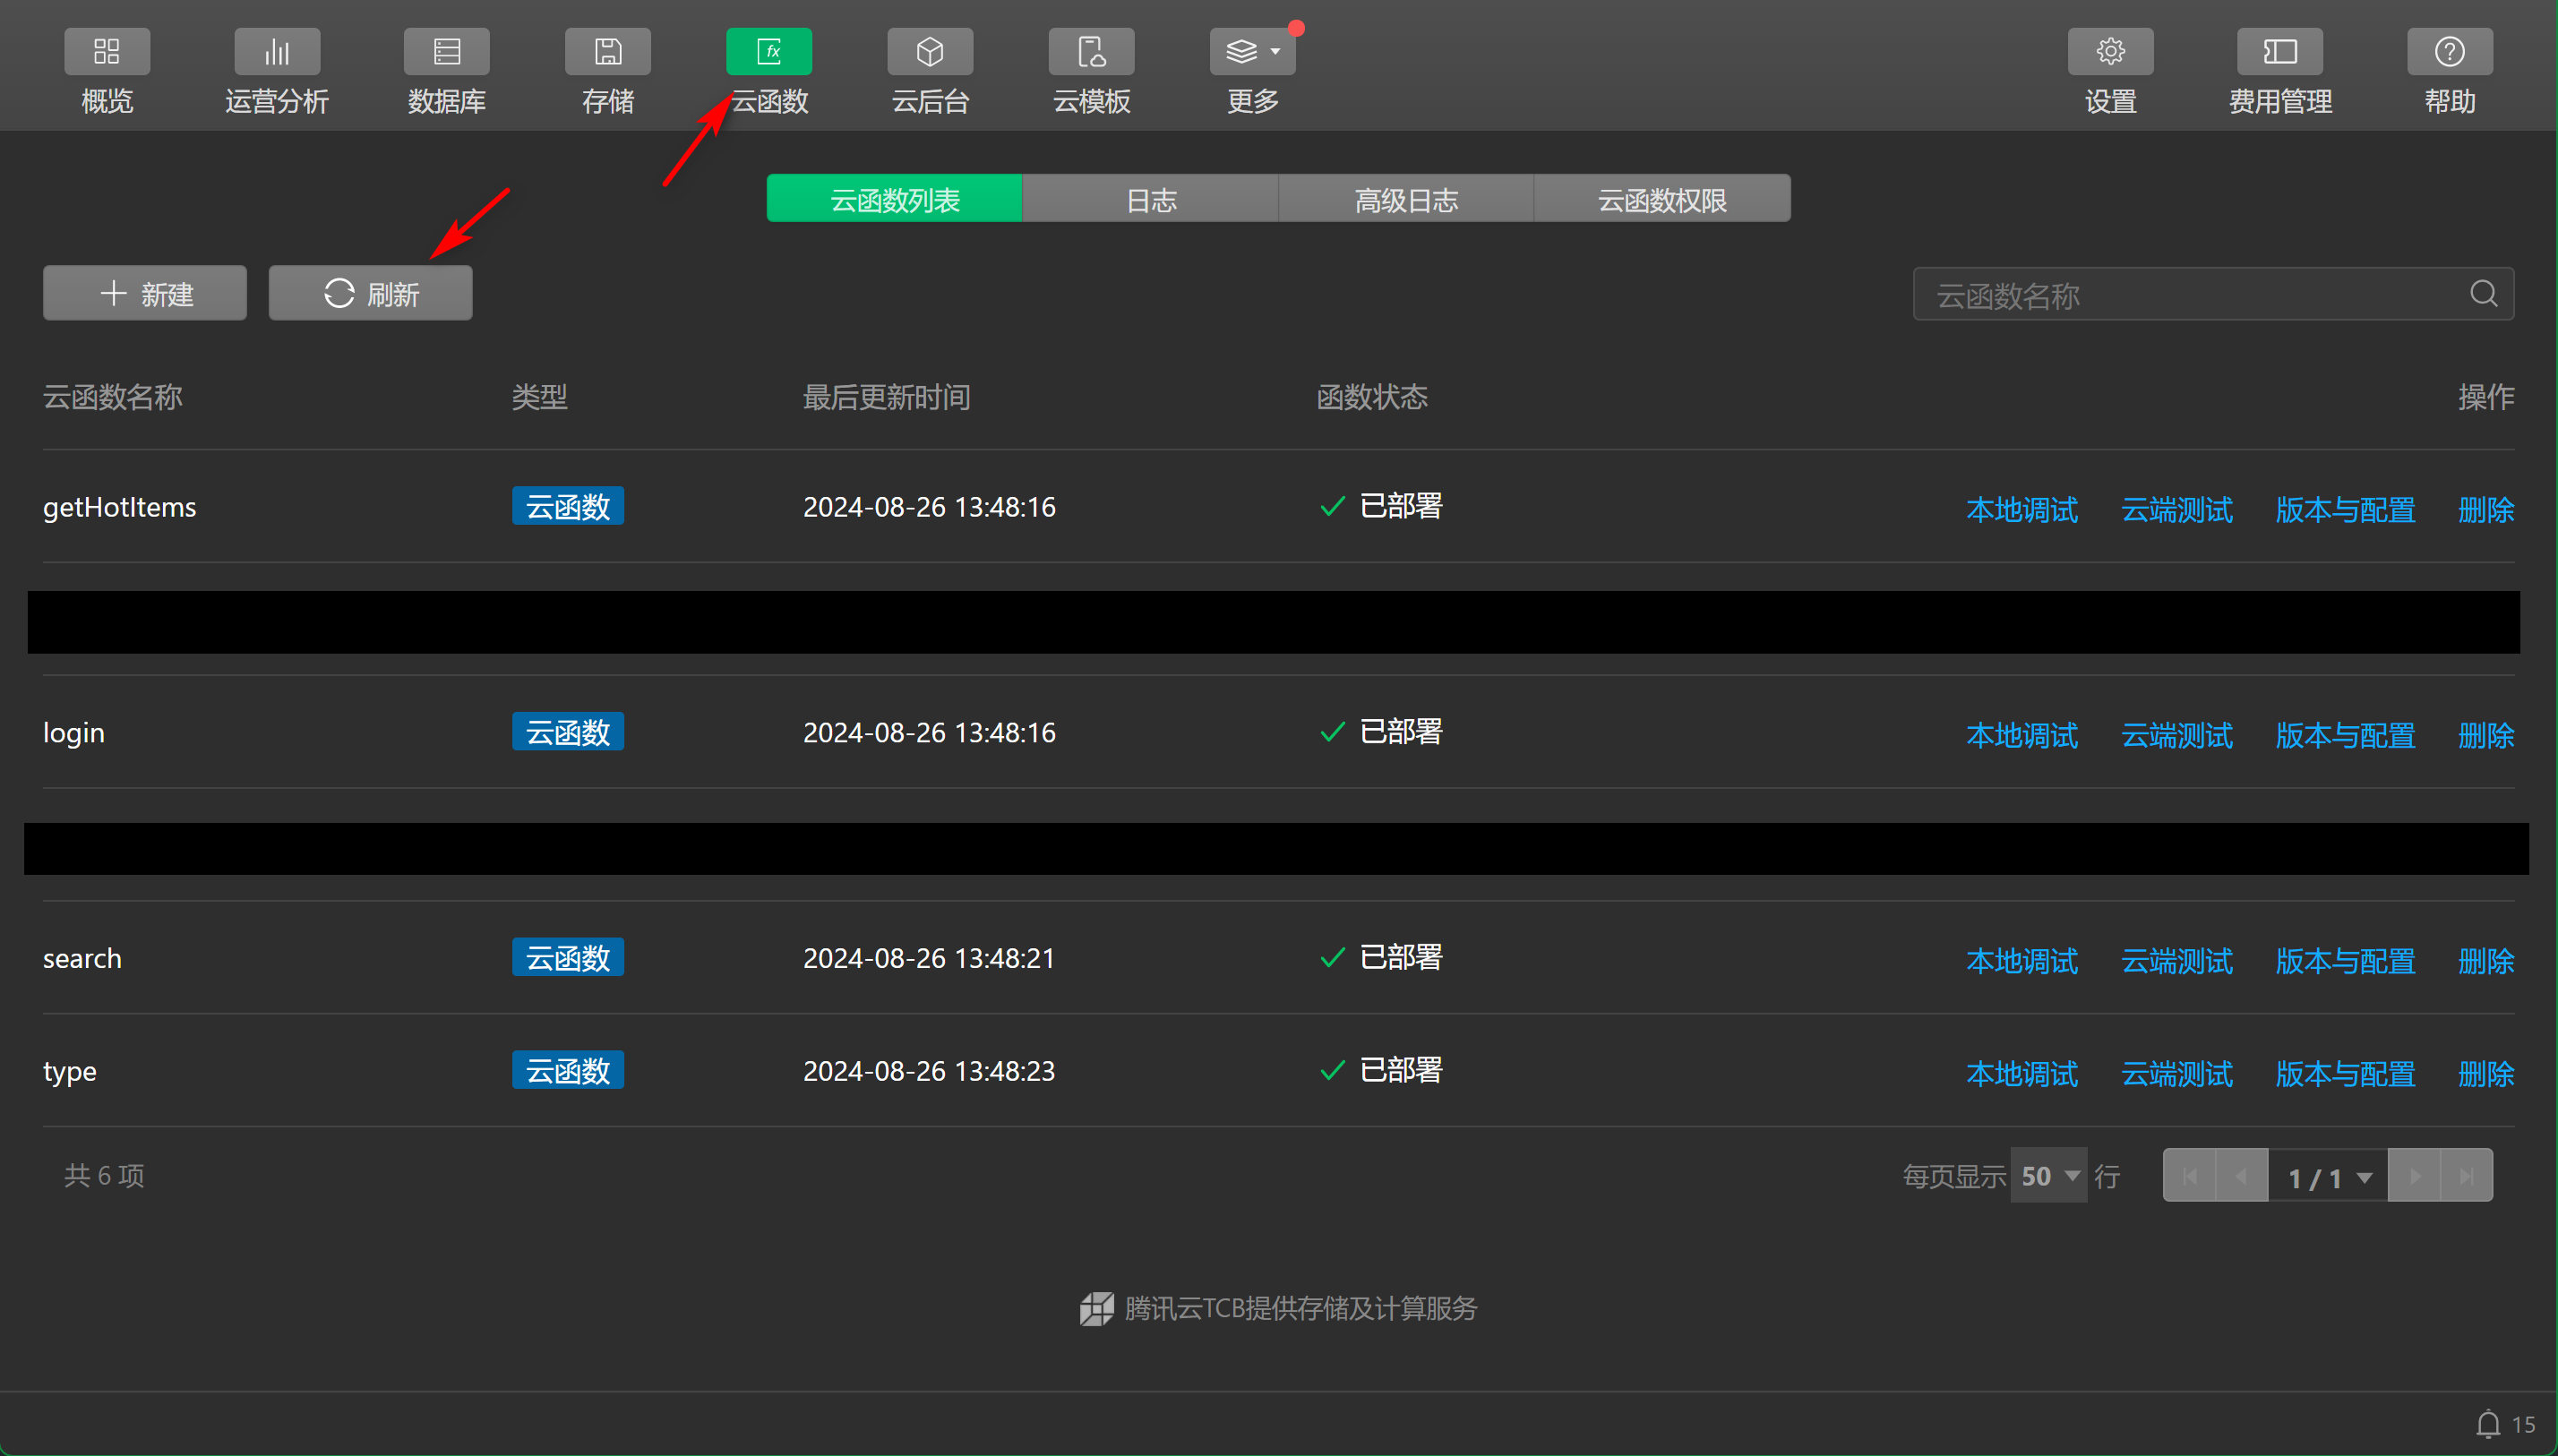 概览 运营分析 数据库 存储 云函数 云后台 云模板 更多 设置 费用管理 帮助
云函数列表 日志 高级日志 云函数权限
新建 刷新 云函数名称
云函数名称 类型 最后更新时间 函数状态 操作
getHotItems 云函数 2024-08-26 13:48:16 已部署 本地调试 云端测试 版本与配置 删除
login 云函数 2024-08-26 13:48:16 已部署 本地调试 云端测试 版本与配置 删除
search 云函数 2024-08-26 13:48:21 已部署 本地调试 云端测试 版本与配置 删除
type 云函数 2024-08-26 13:48:23 已部署 本地调试 云端测试 版本与配置 删除
共 6 项 每页显示 50 行 1 / 1
腾讯云TCB提供存储及计算服务
15